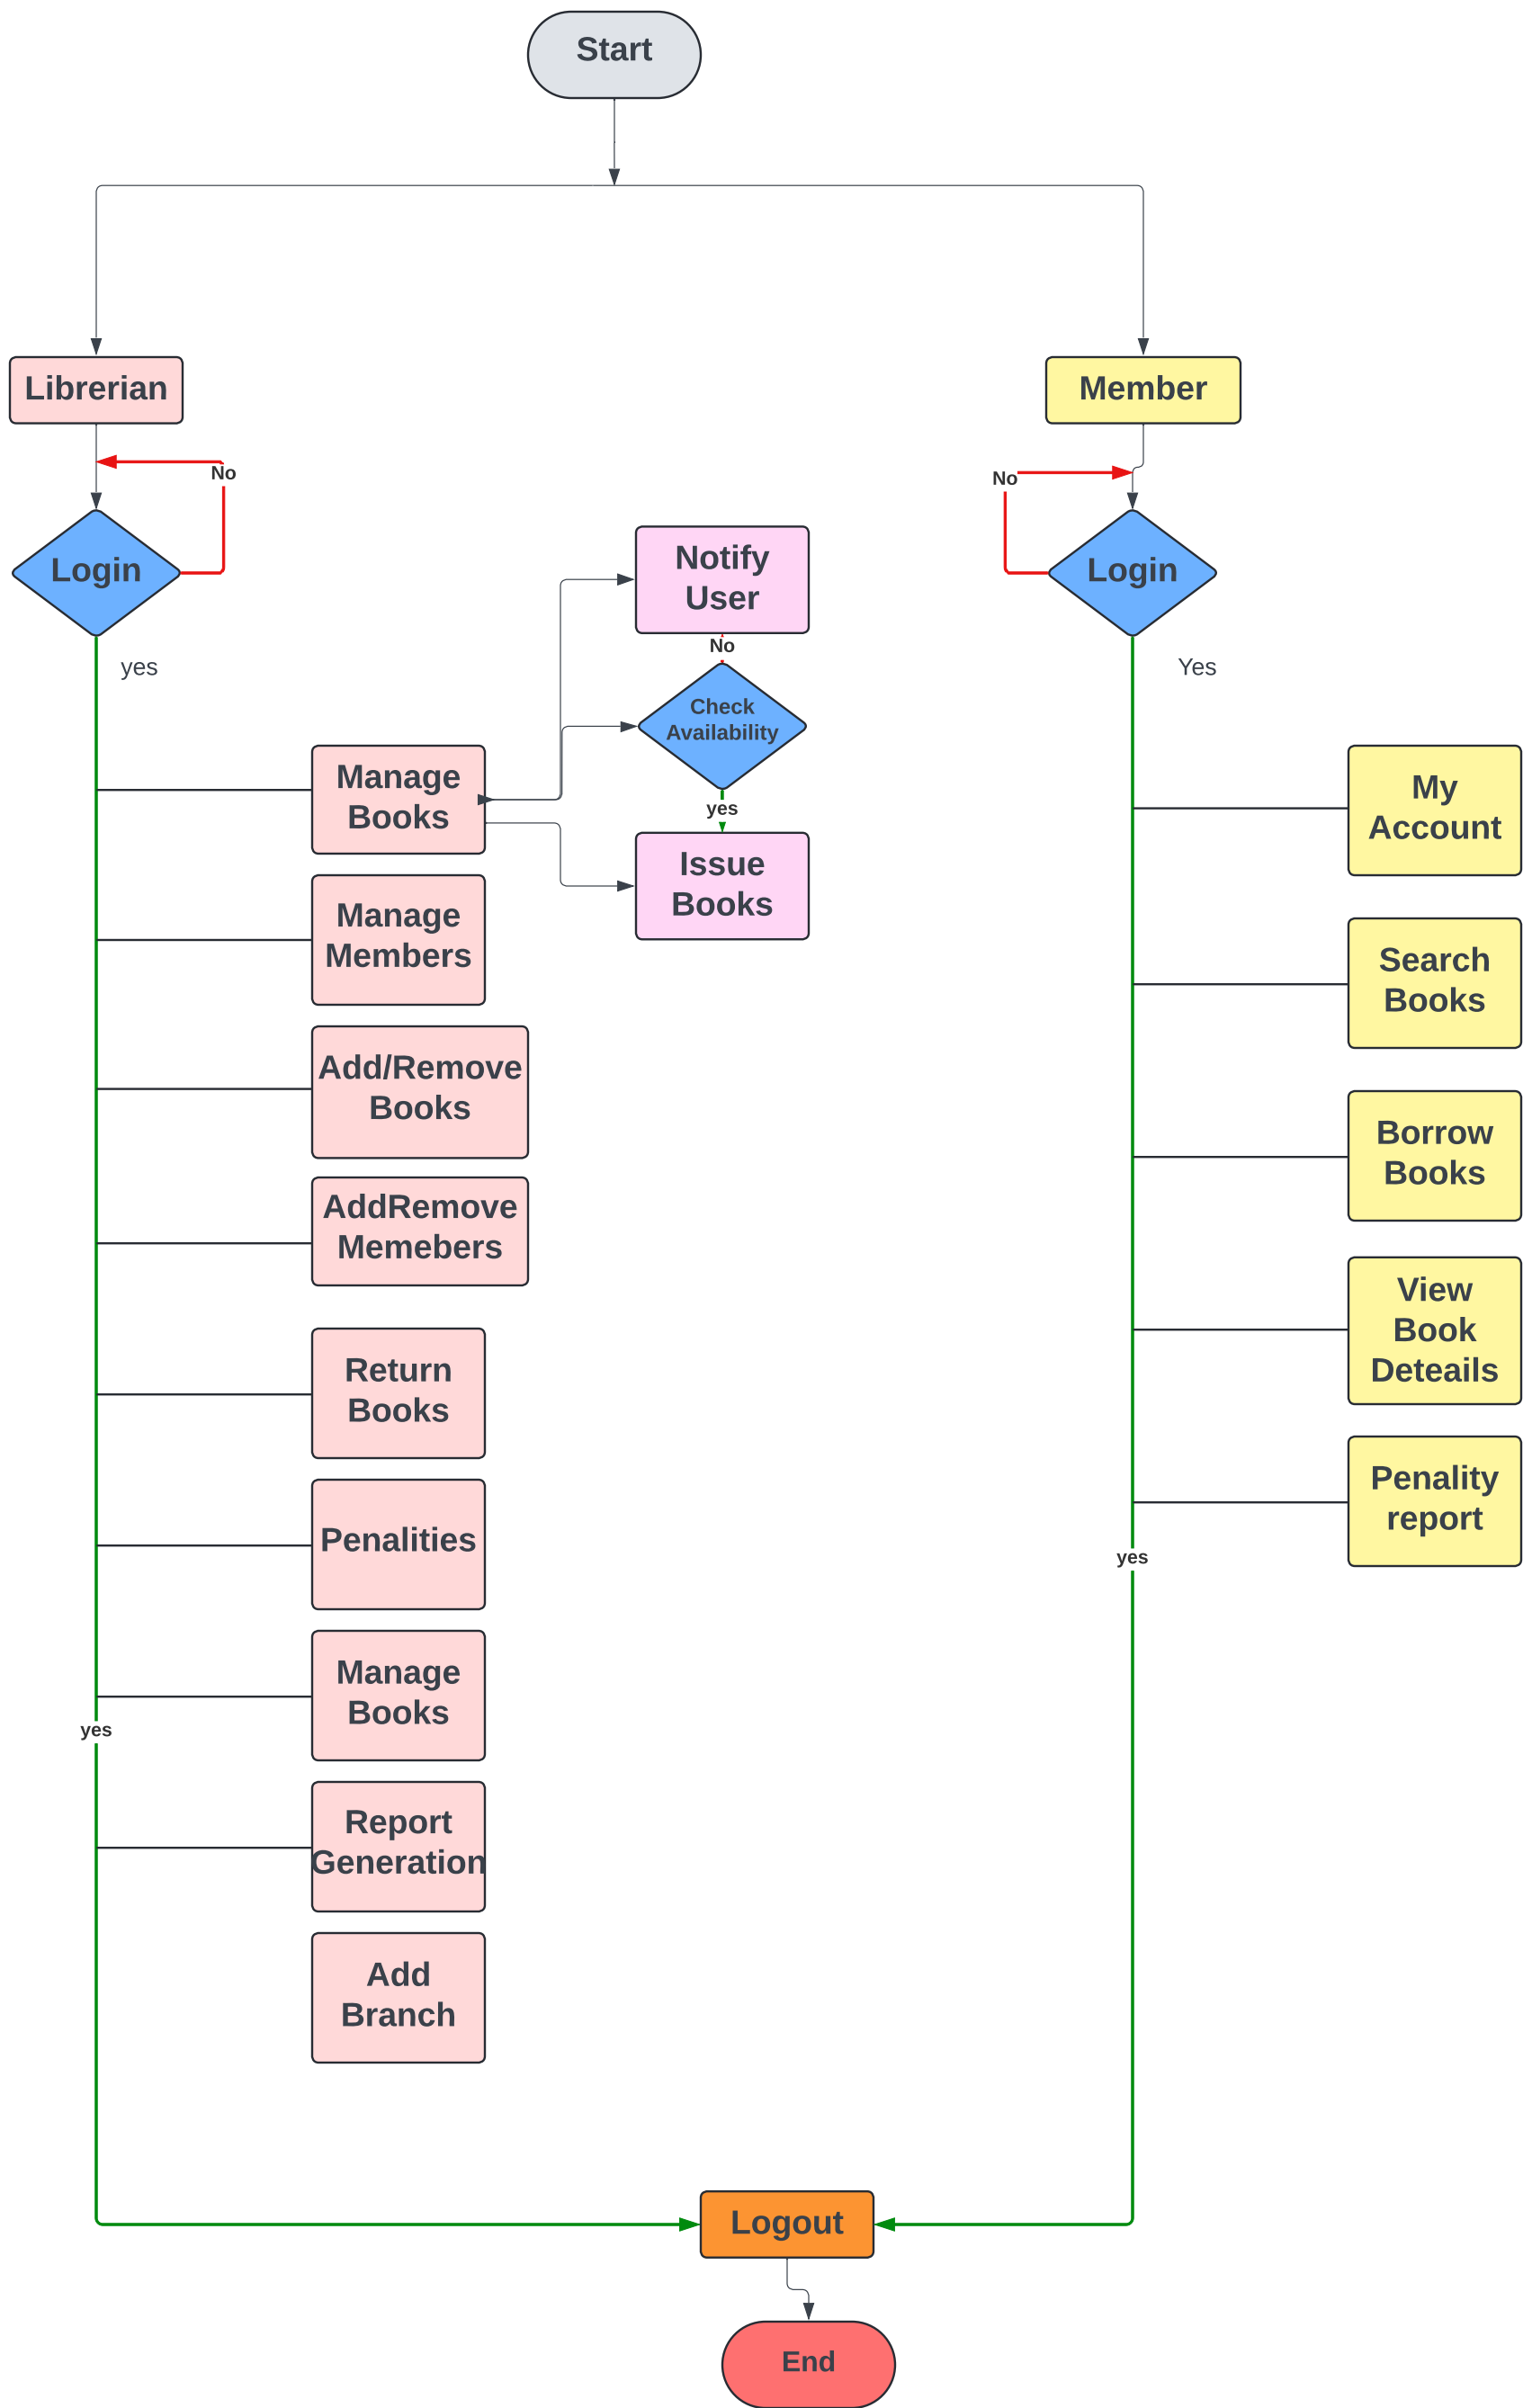 Start
Librerian
Member
No
No
Login
Login
Notify
User
No
yes
Yes
Check
Availability
Manage
Books
yes
My
Account
Issue
Books
Manage
Members
Search
Books
Add/Remove
Books
Borrow
Books
AddRemove
Memebers
View
Book
Deteails
Return
Books
Penality
report
Penalities
yes
Manage
Books
yes
Report
Generation
Add
Branch
Logout
End